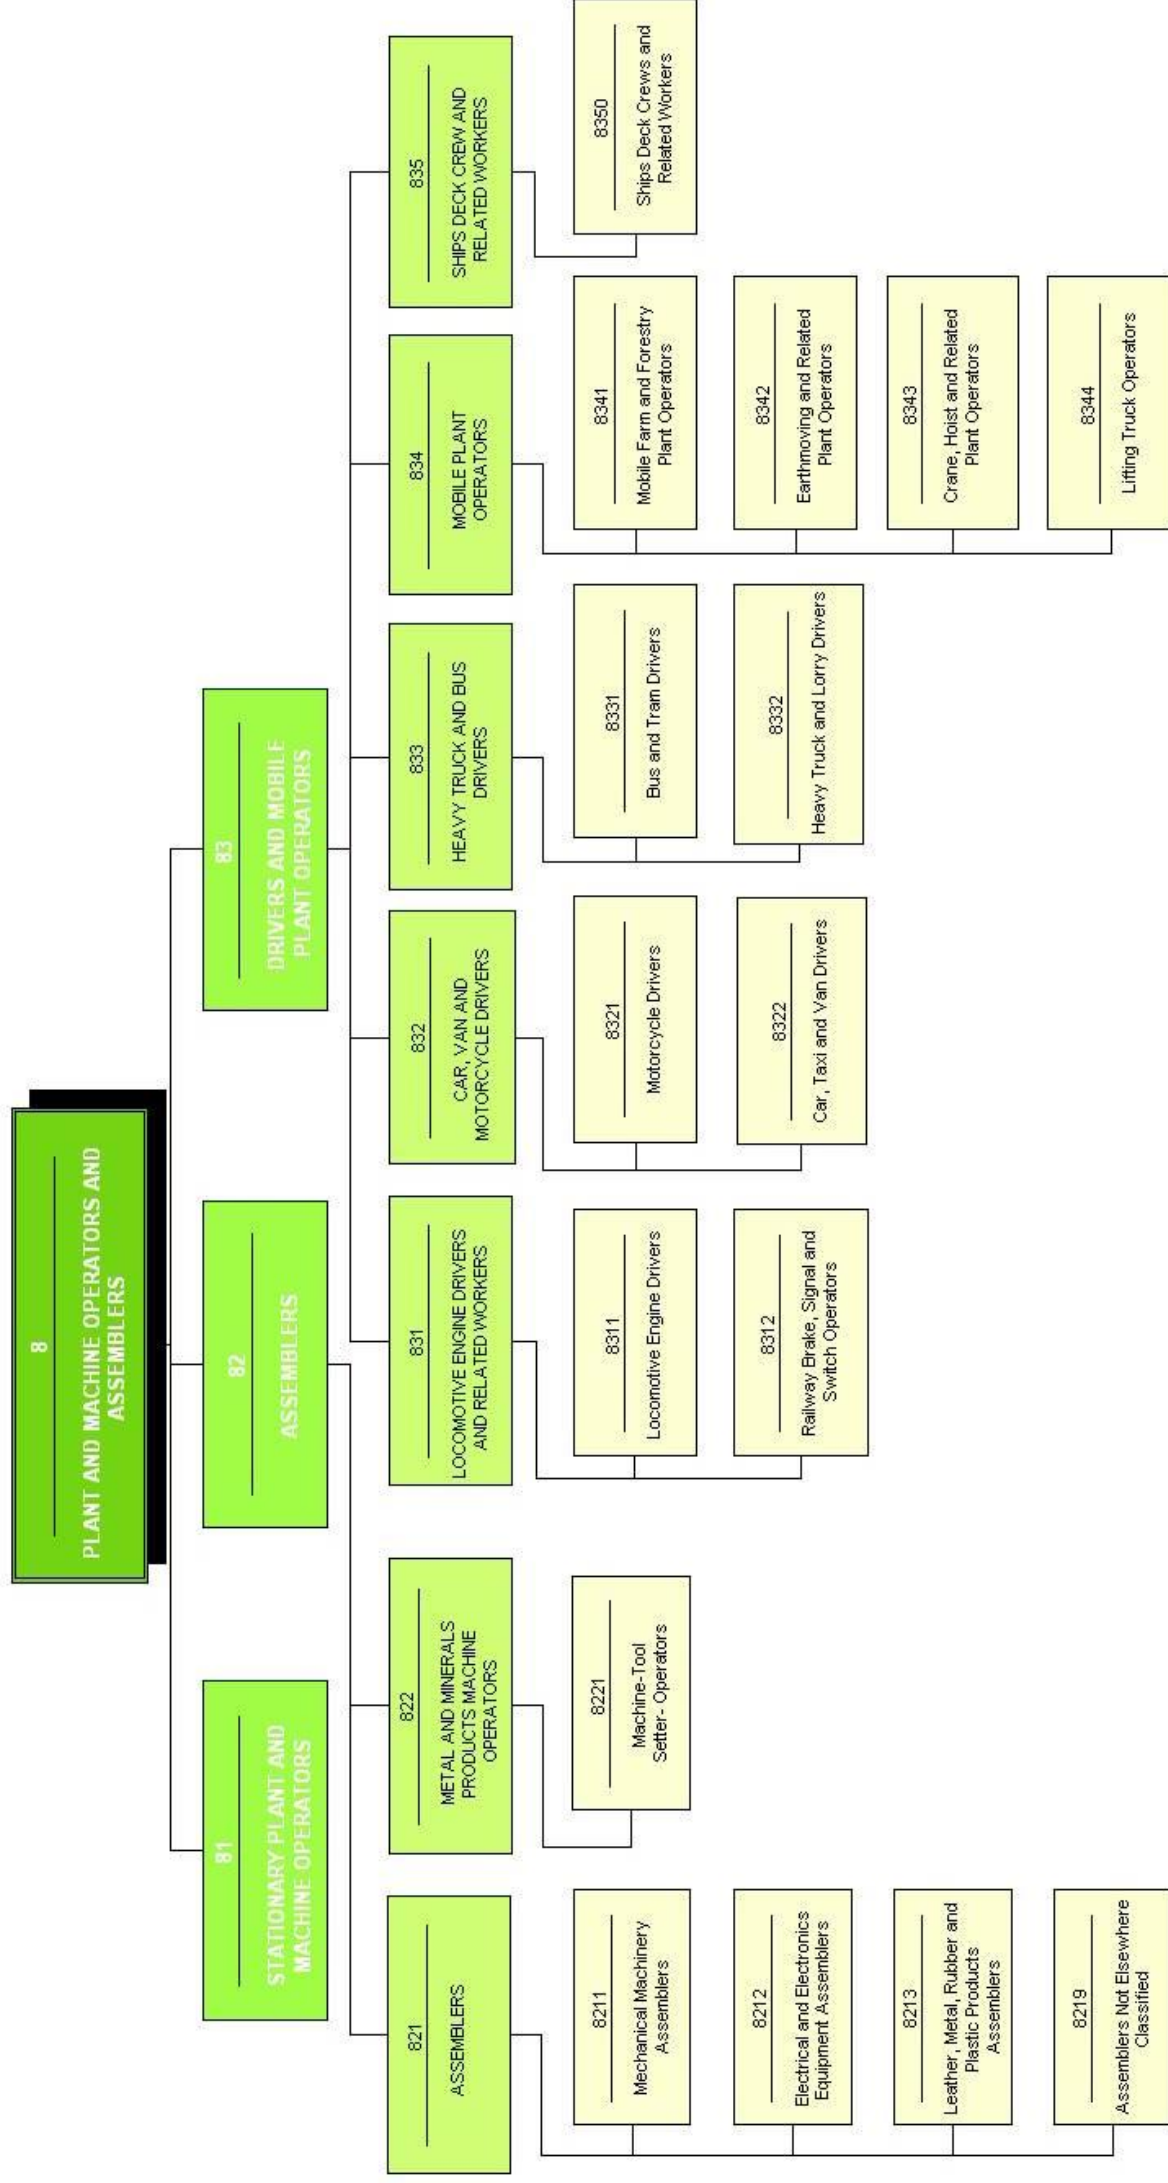 8
PLANT AND MACHINE OPERATORS AND
ASSEMBLERS
81
STATIONARY PLANT AND
MACHINE OPERATORS
82
ASSEMBLERS
83
DRIVERS AND MOBILE
PLANT OPERATORS
821
ASSEMBLERS
822
METAL AND MINERALS
PRODUCTS MACHINE
OPERATORS
831
LOCOMOTIVE ENGINE DRIVERS
AND RELATED WORKERS
832
CAR, VAN AND
MOTORCYCLE DRIVERS
833
HEAVY TRUCK AND BUS
DRIVERS
834
MOBILE PLANT
OPERATORS
835
SHIPS DECK CREW AND
RELATED WORKERS
8211
Mechanical Machinery
Assemblers
8221
Machine-Tool
Setter- Operators
8311
Locomotive Engine Drivers
8321
Motorcycle Drivers
8331
Bus and Tram Drivers
8341
Mobile Farm and Forestry
Plant Operators
8350
Ships Deck Crews and
Related Workers
8212
Electrical and Electronics
Equipment Assemblers
8312
Railway Brake, Signal and
Switch Operators
8322
Car, Taxi and Van Drivers
8332
Heavy Truck and Lorry Drivers
8342
Earthmoving and Related
Plant Operators
8213
Leather, Metal, Rubber and
Plastic Products
Assemblers
8343
Crane, Hoist and Related
Plant Operators
8219
Assemblers Not Elsewhere
Classified
8344
Lifting Truck Operators